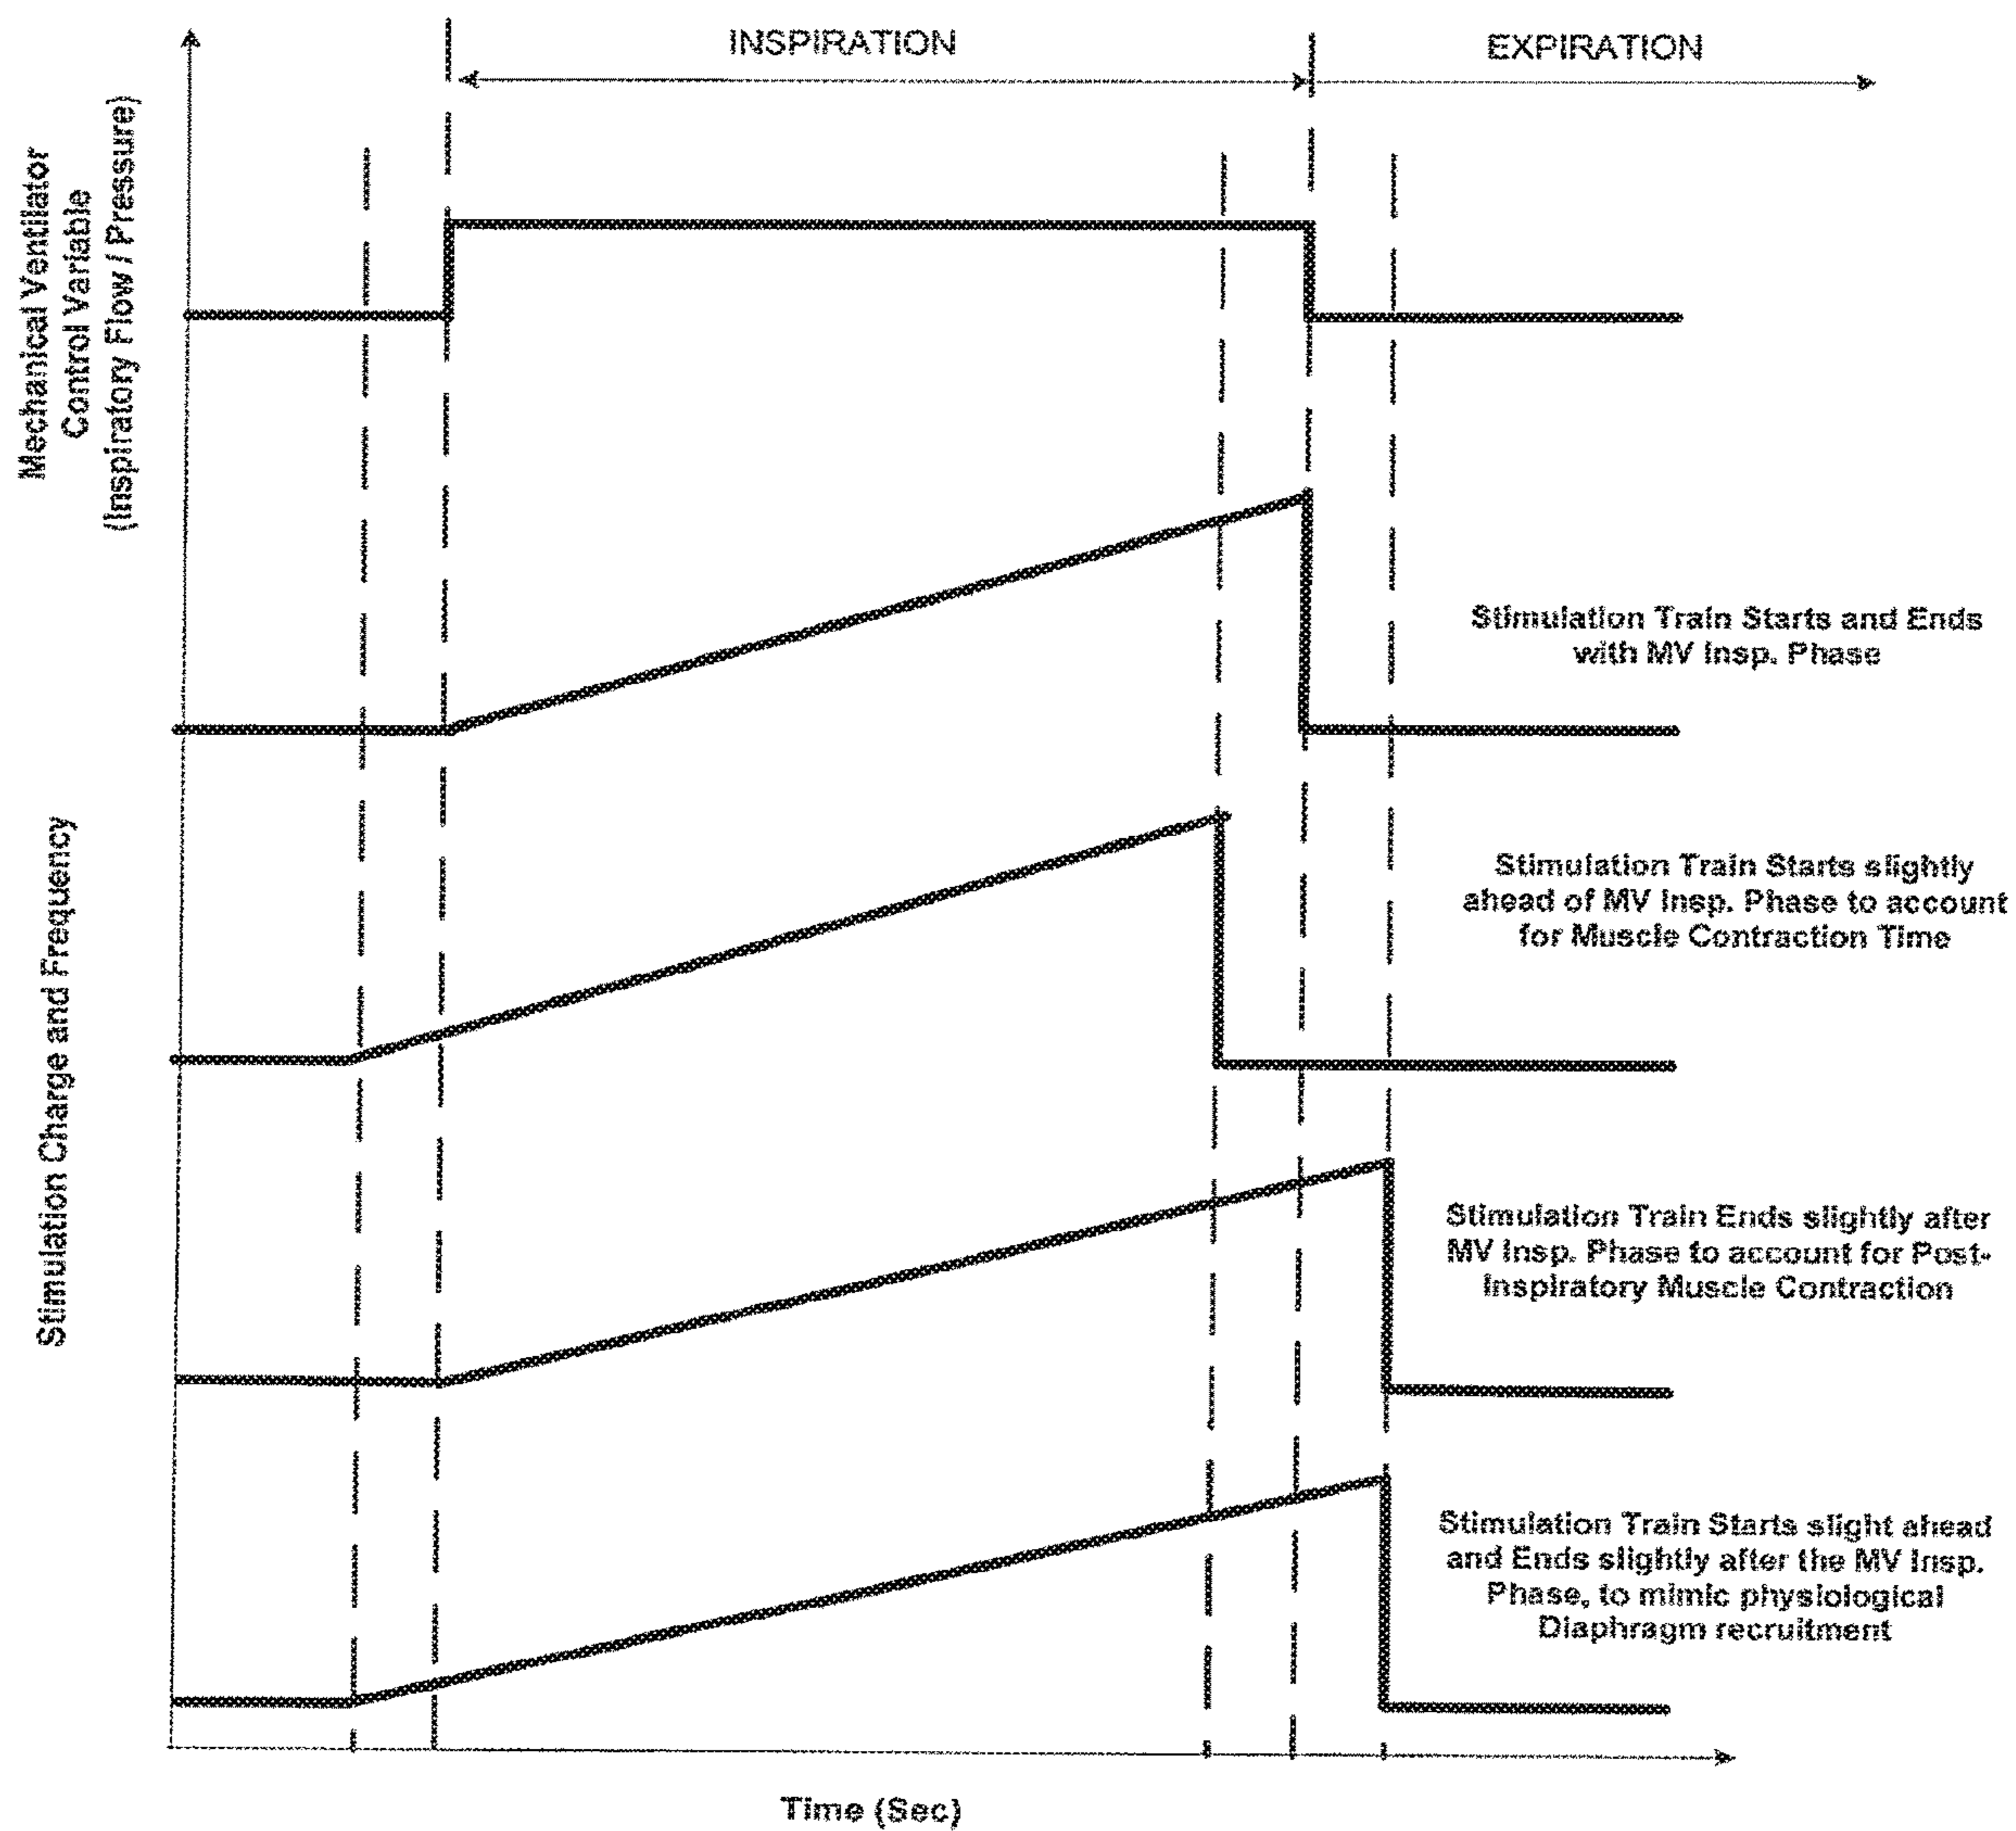 INSPIRATION
EXPIRATION
Mechanical Ventilator
Control Variable
(Inspiratory Flow / Pressure)
Stimulation Train Starts and Ends
with MV Insp. Phase
Stimulation Charge and Frequency
Stimulation Train Starts slightly
ahead of MV Insp. Phase to account
for Muscle Contraction Time
Stimulation Train Ends slightly after
MV Insp. Phase to account for Post-
Inspiratory Muscle Contraction
Stimulation Train Starts slight ahead
and Ends slightly after the MV Insp.
Phase, to mimic physiological
Diaphragm recruitment
Time (Sec)